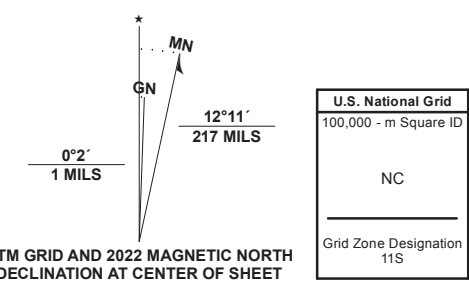 MN
GN
12°11´
217 MILS
0°2´
1 MILS
TM GRID AND 2022 MAGNETIC NORTH
DECLINATION AT CENTER OF SHEET
U.S. National Grid
100,000 - m Square ID
NC
Grid Zone Designation
11S